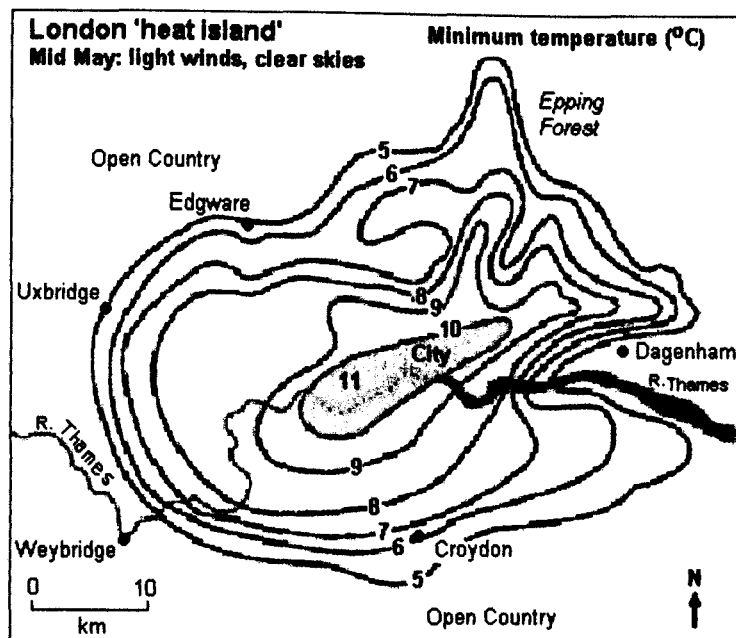 London 'heat island'
Mid May: light winds, clear skies
Minimum temperature (⁰C)
Epping
Forest
5
Open Country
6
7
Edgware
Uxbridge
8
9
10
City
Dagenham
11
R. Thames
R. Thames
9
8
7
Weybridge
6
Croydon
5
0 10
km
Open Country
N